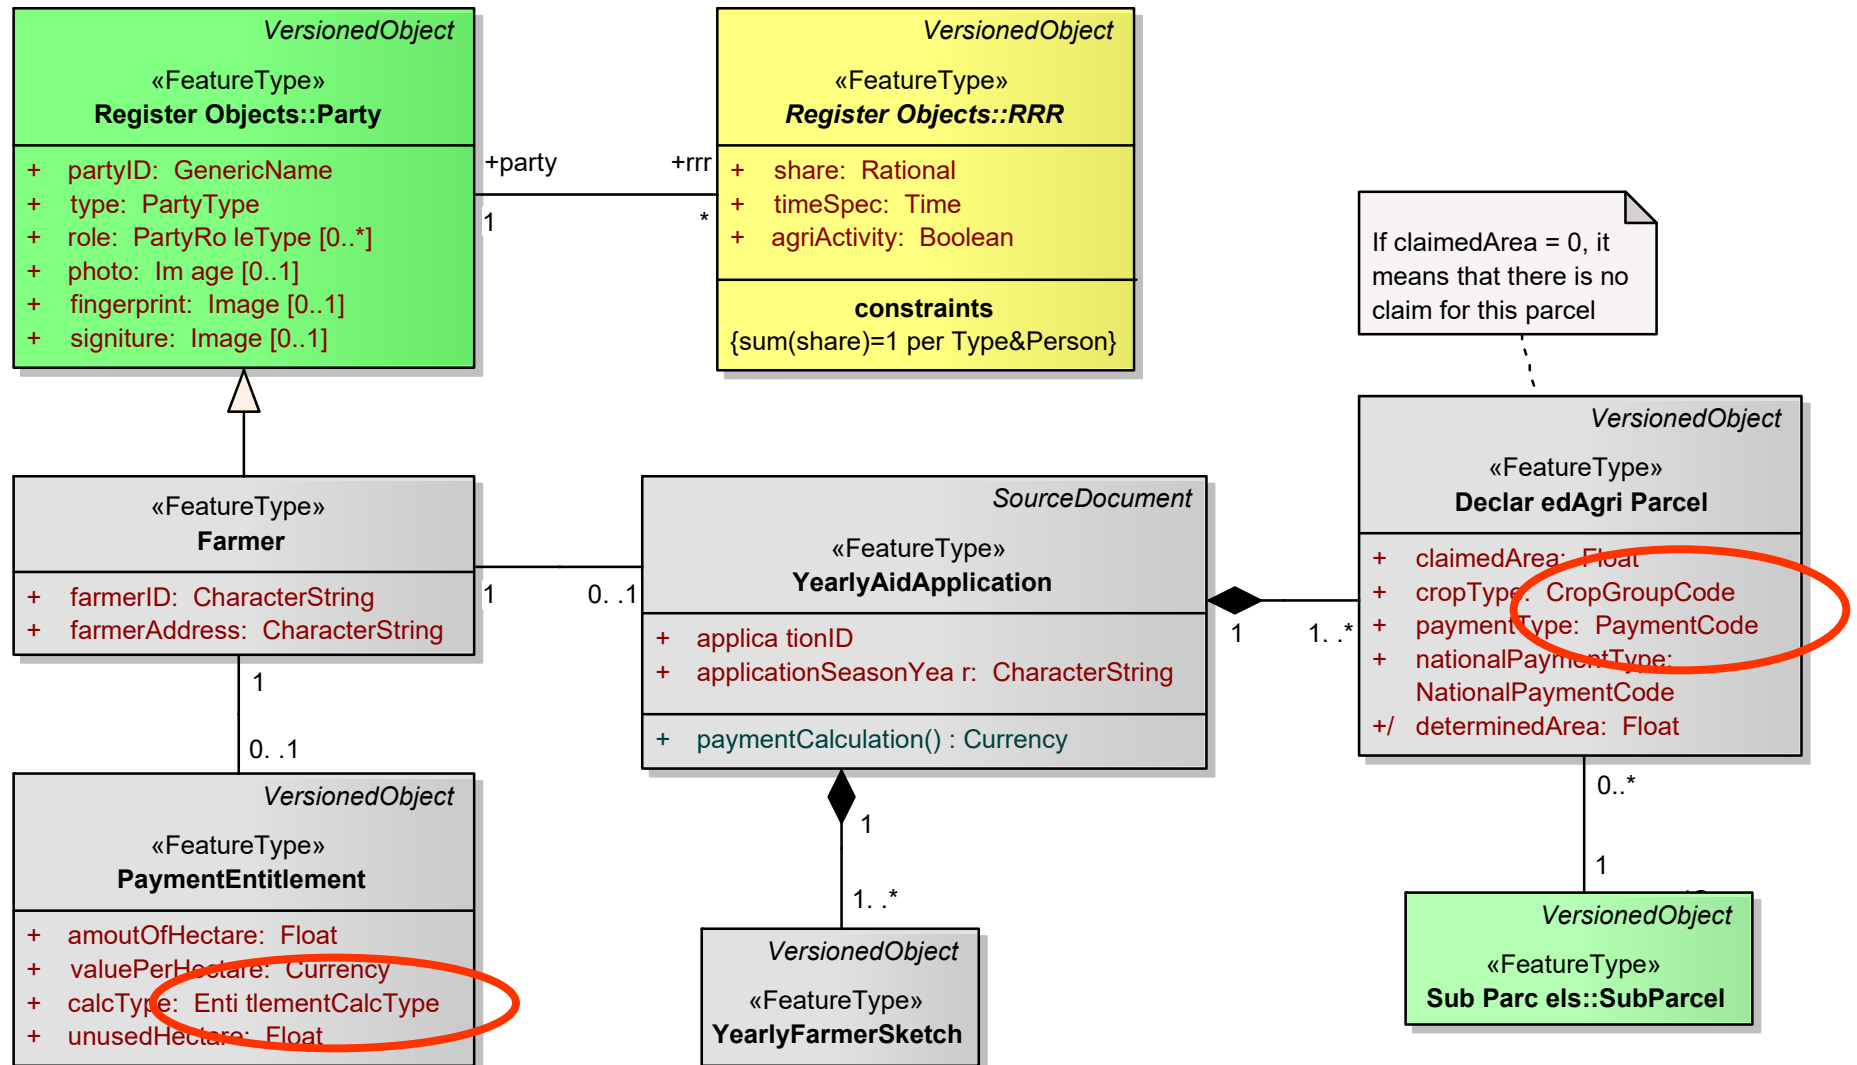 VersionedObject
«FeatureType»
Register Objects::Party
+ partyID: GenericName
+ type: PartyType
+ role: PartyRo leType [0..*]
+ photo: Im age [0..1]
+ fingerprint: Image [0..1]
+ signiture: Image [0..1]
+party
+rrr
1
*
VersionedObject
«FeatureType»
Register Objects::RRR
+ share: Rational
+ timeSpec: Time
+ agriActivity: Boolean
constraints
{sum(share)=1 per Type&Person}
If claimedArea = 0, it
means that there is no
claim for this parcel
«FeatureType»
Farmer
+ farmerID: CharacterString
+ farmerAddress: CharacterString
1
0. .1
SourceDocument
«FeatureType»
YearlyAidApplication
+ applica tionID
+ applicationSeasonYea r: CharacterString
+ paymentCalculation() : Currency
1
1. .*
VersionedObject
«FeatureType»
Declar edAgri Parcel
+ claimedArea: Float
+ cropType: CropGroupCode
+ paymentType: PaymentCode
+ nationalPaymentType:
NationalPaymentCode
+/ determinedArea: Float
1
0. .1
VersionedObject
«FeatureType»
PaymentEntitlement
+ amoutOfHectare: Float
+ valuePerHectare: Currency
+ calcType: Enti tlementCalcType
+ unusedHectare: Float
1
1. .*
VersionedObject
«FeatureType»
YearlyFarmerSketch
0..*
1
VersionedObject
«FeatureType»
Sub Parc els::SubParcel